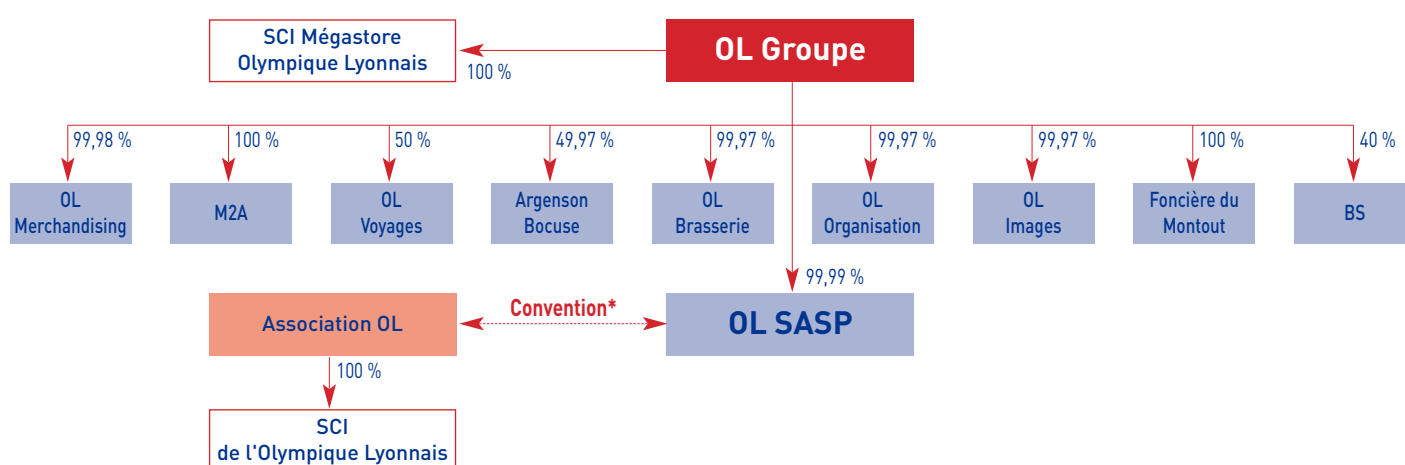 SCI Mégastore
Olympique Lyonnais
100 %
OL Groupe
99,98 %
100 %
50 %
49,97 %
99,97 %
99,97 %
99,97 %
100 %
40 %
OL
Merchandising
M2A
OL
Voyages
Argenson
Bocuse
OL
Brasserie
OL
Organisation
OL
Images
Foncière du
Montout
BS
99,99 %
Association OL
Convention*
OL SASP
100 %
SCI
de l'Olympique Lyonnais